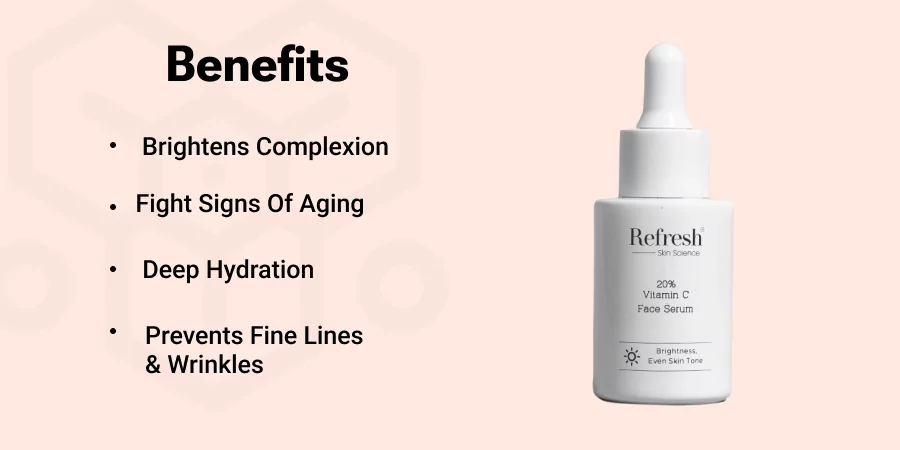 Benefits
• Brightens Complexion
• Fight Signs Of Aging
• Deep Hydration
• Prevents Fine Lines
& Wrinkles
Refresh®
Skin Science
20%
Vitamin C
Face Serum
Brightness,
Even Skin Tone